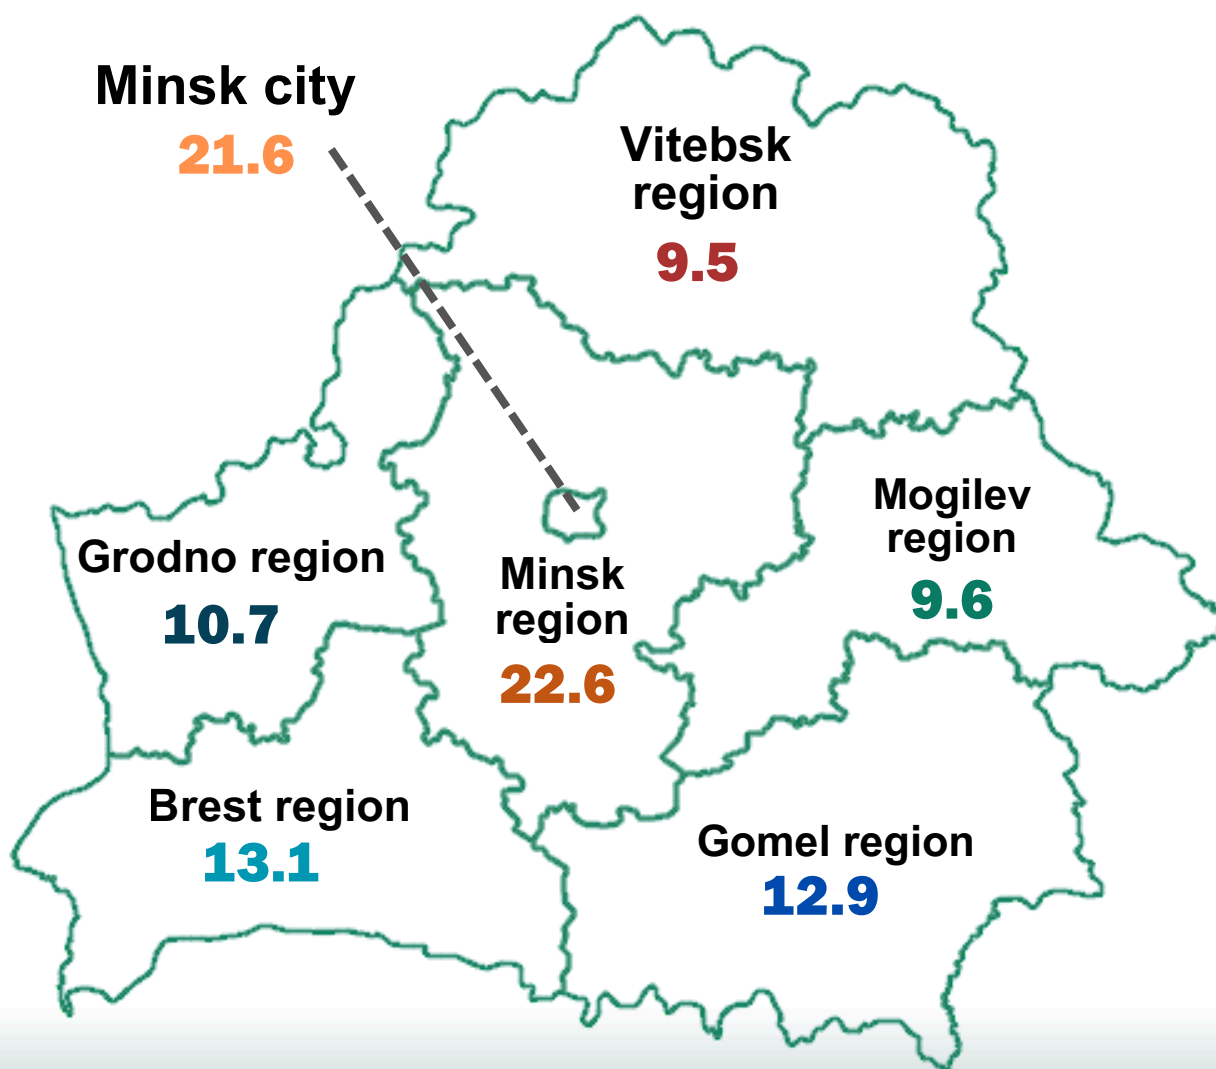 Minsk city
21.6
Vitebsk
region
9.5
Mogilev
region
9.6
Grodno region
10.7
Minsk
region
22.6
Brest region
13.1
Gomel region
12.9